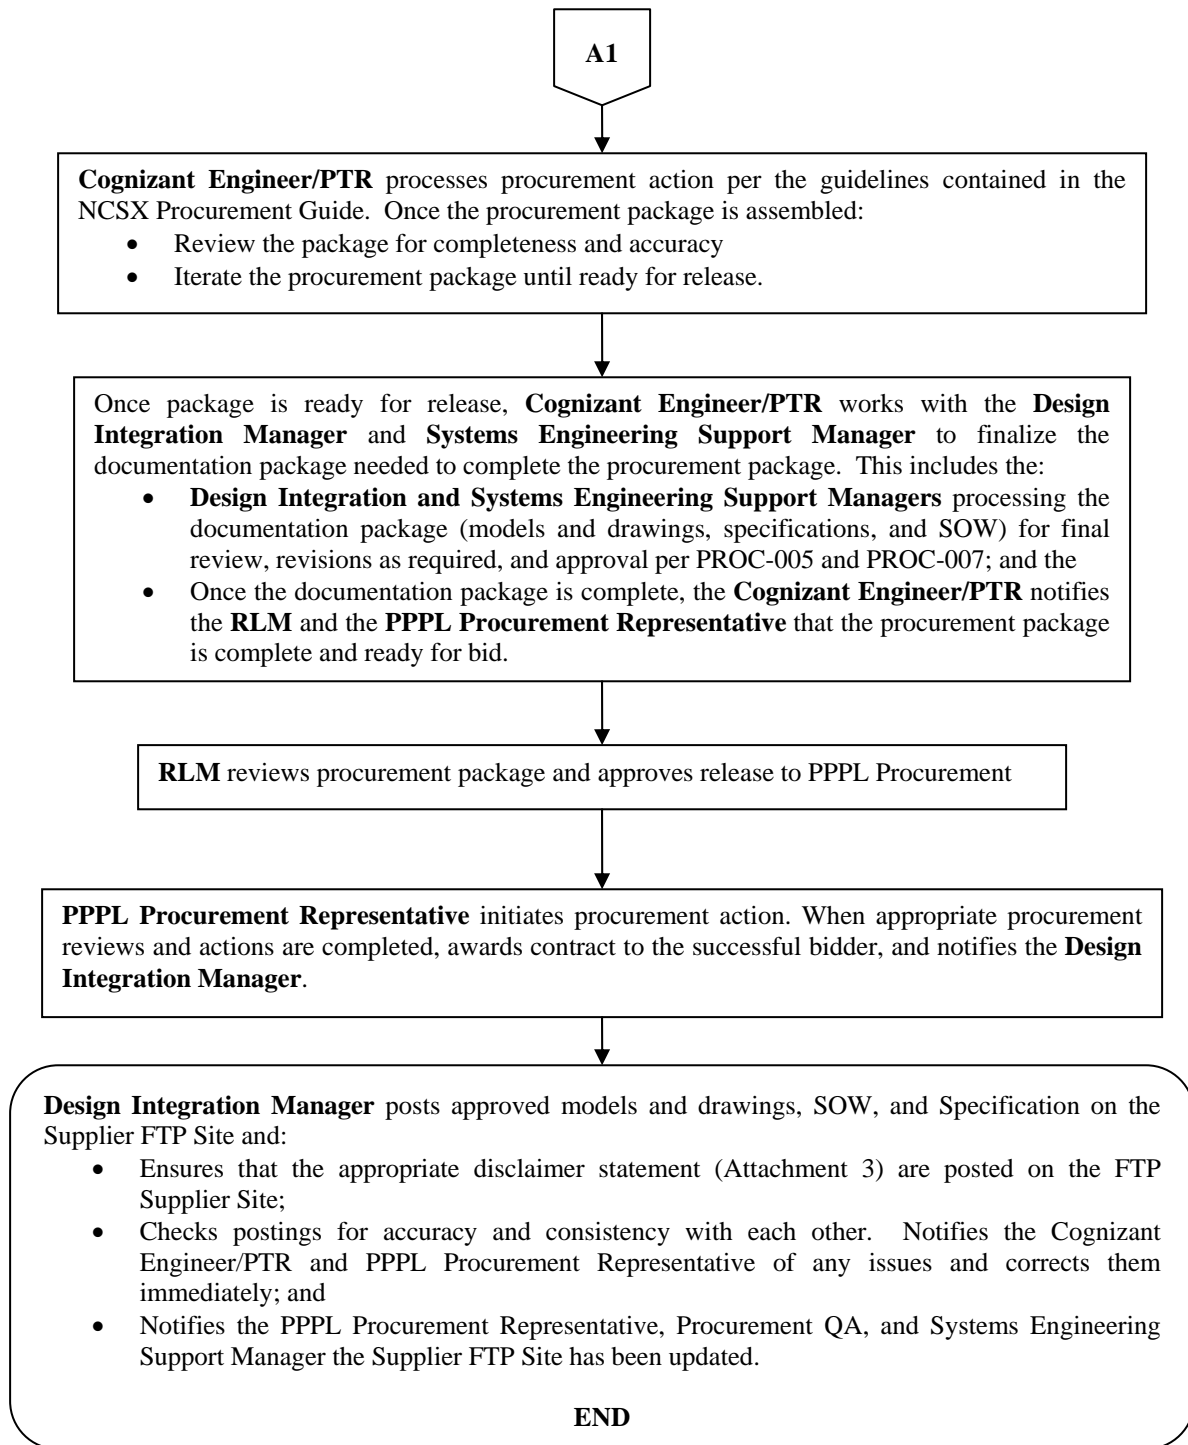 A1
Cognizant Engineer/PTR processes procurement action per the guidelines contained in the
NCSX Procurement Guide. Once the procurement package is assembled:
• Review the package for completeness and accuracy
• Iterate the procurement package until ready for release.
Once package is ready for release, Cognizant Engineer/PTR works with the Design
Integration Manager and Systems Engineering Support Manager to finalize the
documentation package needed to complete the procurement package. This includes the:
• Design Integration and Systems Engineering Support Managers processing the
documentation package (models and drawings, specifications, and SOW) for final
review, revisions as required, and approval per PROC-005 and PROC-007; and the
• Once the documentation package is complete, the Cognizant Engineer/PTR notifies
the RLM and the PPPL Procurement Representative that the procurement package
is complete and ready for bid.
RLM reviews procurement package and approves release to PPPL Procurement
PPPL Procurement Representative initiates procurement action. When appropriate procurement
reviews and actions are completed, awards contract to the successful bidder, and notifies the Design
Integration Manager.
Design Integration Manager posts approved models and drawings, SOW, and Specification on the
Supplier FTP Site and:
• Ensures that the appropriate disclaimer statement (Attachment 3) are posted on the FTP
Supplier Site;
• Checks postings for accuracy and consistency with each other. Notifies the Cognizant
Engineer/PTR and PPPL Procurement Representative of any issues and corrects them
immediately; and
• Notifies the PPPL Procurement Representative, Procurement QA, and Systems Engineering
Support Manager the Supplier FTP Site has been updated.
END